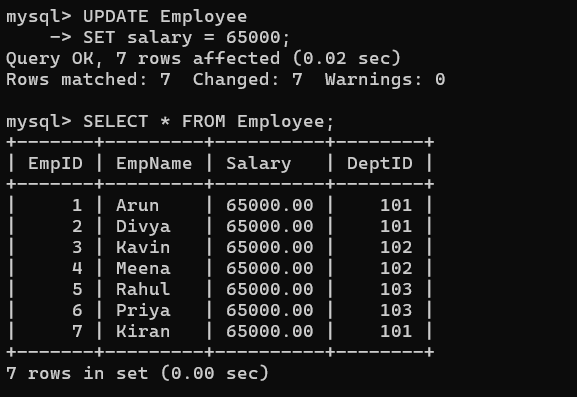 mysql> UPDATE Employee
    -> SET salary = 65000;
Query OK, 7 rows affected (0.02 sec)
Rows matched: 7  Changed: 7  Warnings: 0

mysql> SELECT * FROM Employee;
+-------+---------+----------+--------+
| EmpID | EmpName | Salary   | DeptID |
+-------+---------+----------+--------+
|     1 | Arun    | 65000.00 |    101 |
|     2 | Divya   | 65000.00 |    101 |
|     3 | Kavin   | 65000.00 |    102 |
|     4 | Meena   | 65000.00 |    102 |
|     5 | Rahul   | 65000.00 |    103 |
|     6 | Priya   | 65000.00 |    103 |
|     7 | Kiran   | 65000.00 |    101 |
+-------+---------+----------+--------+
7 rows in set (0.00 sec)